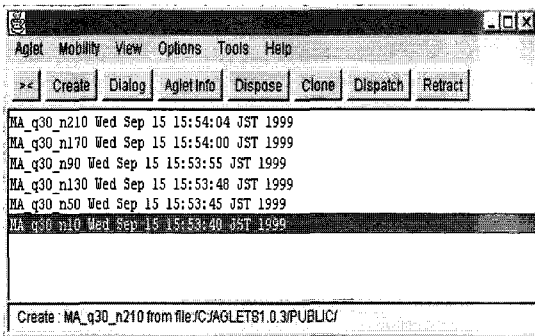 Aglet Mobility View Options Tools Help
>< Create Dialog Aglet Info Dispose Clone Dispatch Retract
MA_q30_n210 Wed Sep 15 15:54:04 JST 1999
MA_q30_n170 Wed Sep 15 15:54:00 JST 1999
MA_q30_n90 Wed Sep 15 15:53:55 JST 1999
MA_q30_n130 Wed Sep 15 15:53:48 JST 1999
MA_q30_n50 Wed Sep 15 15:53:45 JST 1999
MA_q30_n10 Wed Sep 15 15:53:40 JST 1999
Create : MA_q30_n210 from file:/C:/AGLETS1.0.3/PUBLIC/